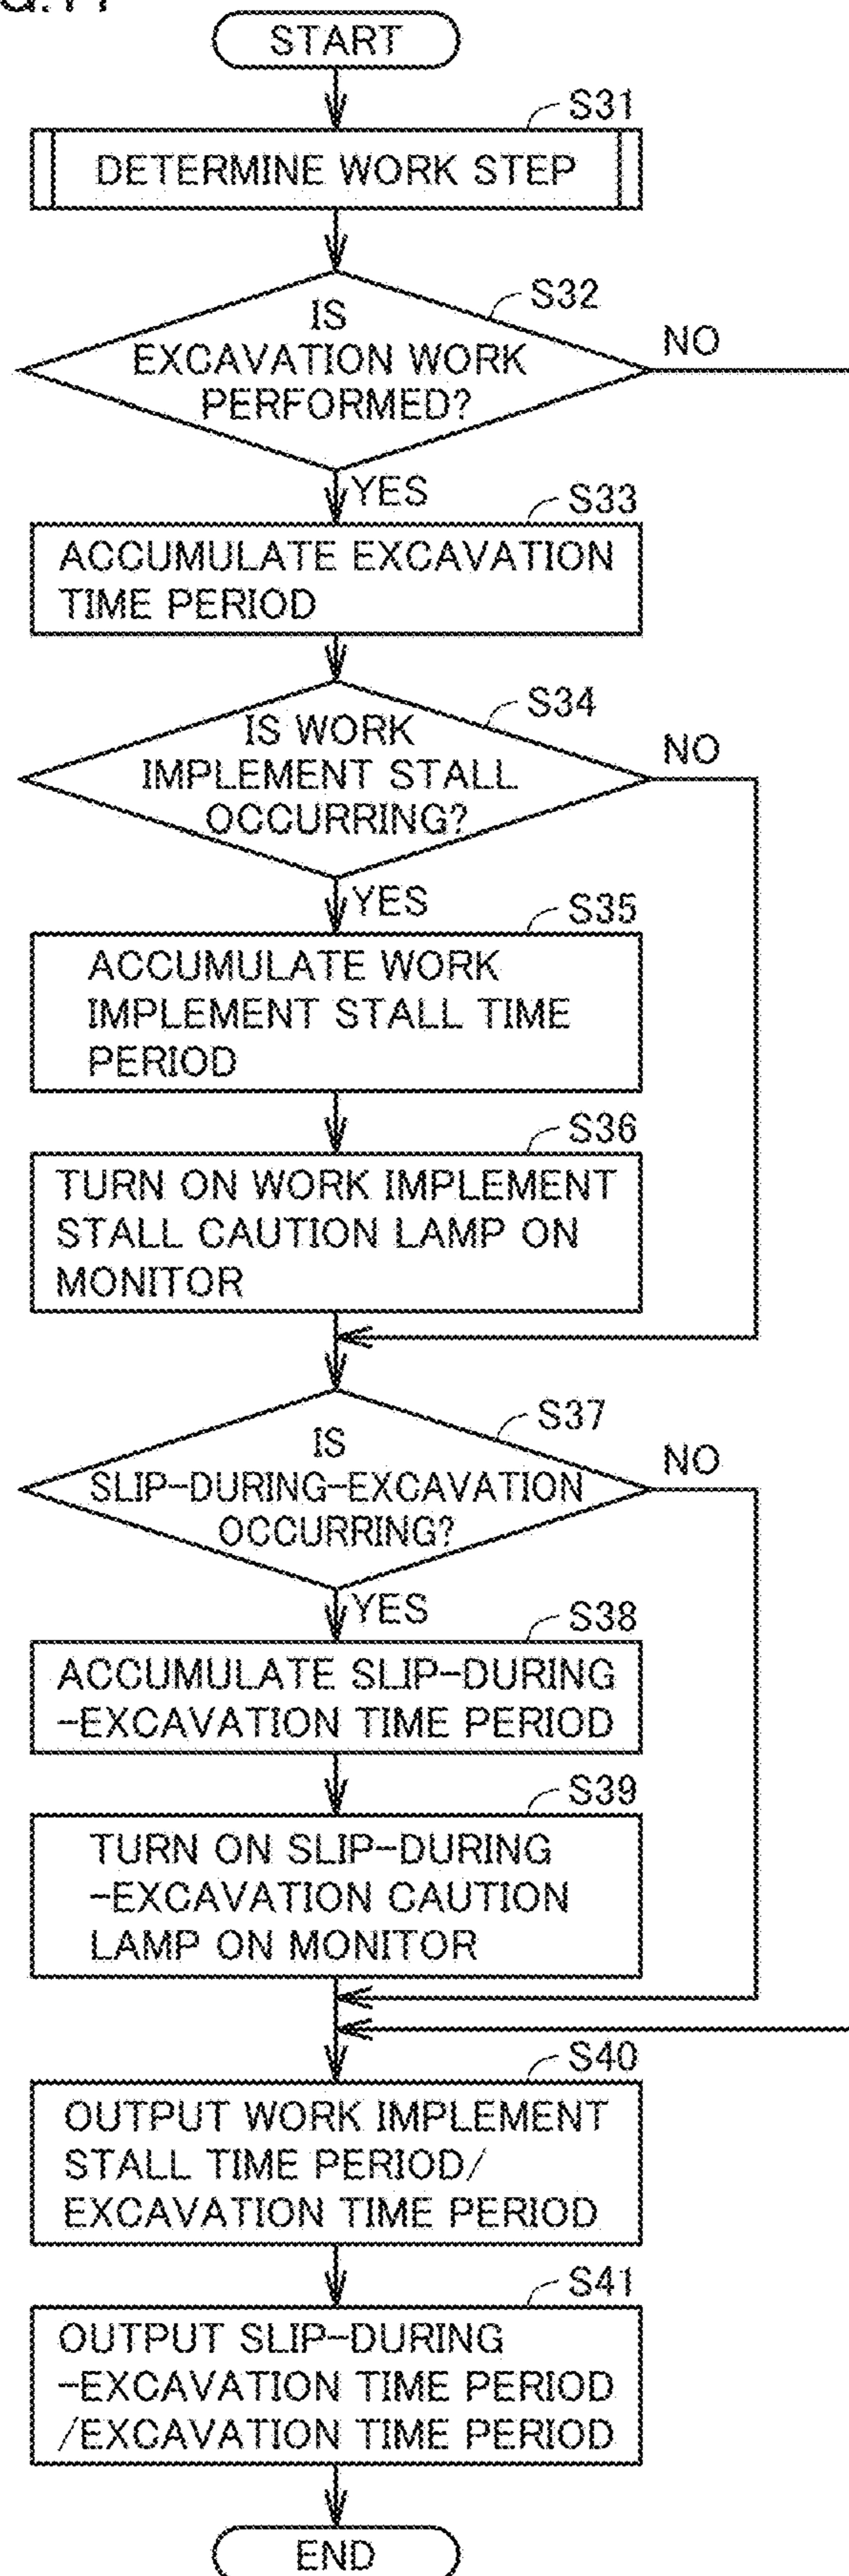 START
S31
DETERMINE WORK STEP
S32
IS
EXCAVATION WORK
PERFORMED?
NO
YES
S33
ACCUMULATE EXCAVATION
TIME PERIOD
S34
IS WORK
IMPLEMENT STALL
OCCURRING?
NO
YES
S35
ACCUMULATE WORK
IMPLEMENT STALL TIME
PERIOD
S36
TURN ON WORK IMPLEMENT
STALL CAUTION LAMP ON
MONITOR
S37
IS
SLIP-DURING-EXCAVATION
OCCURRING?
NO
YES
S38
ACCUMULATE SLIP-DURING
-EXCAVATION TIME PERIOD
S39
TURN ON SLIP-DURING
-EXCAVATION CAUTION
LAMP ON MONITOR
S40
OUTPUT WORK IMPLEMENT
STALL TIME PERIOD/
EXCAVATION TIME PERIOD
S41
OUTPUT SLIP-DURING
-EXCAVATION TIME PERIOD
/EXCAVATION TIME PERIOD
END